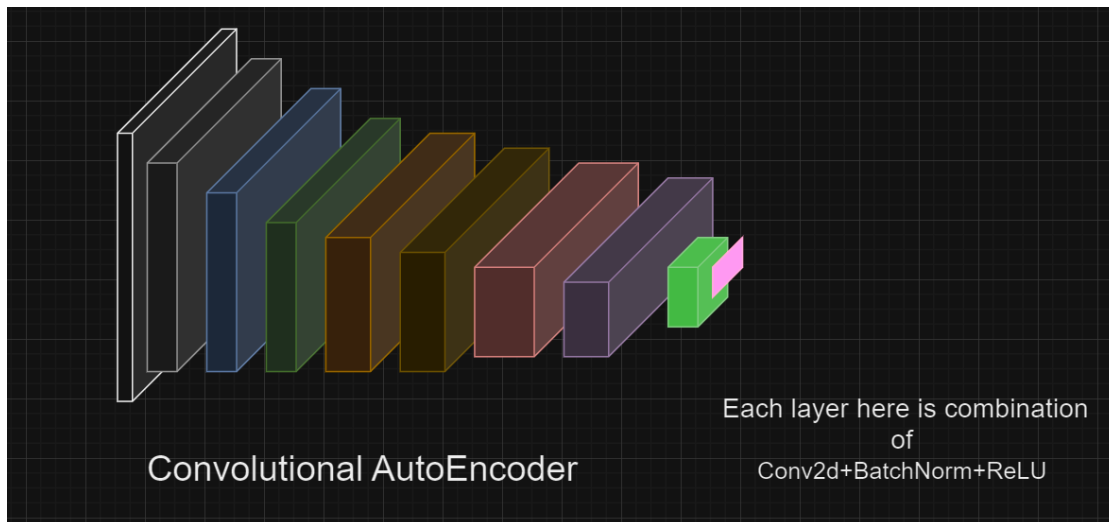 Each layer here is combination
of
Conv2d+BatchNorm+ReLU
Convolutional AutoEncoder